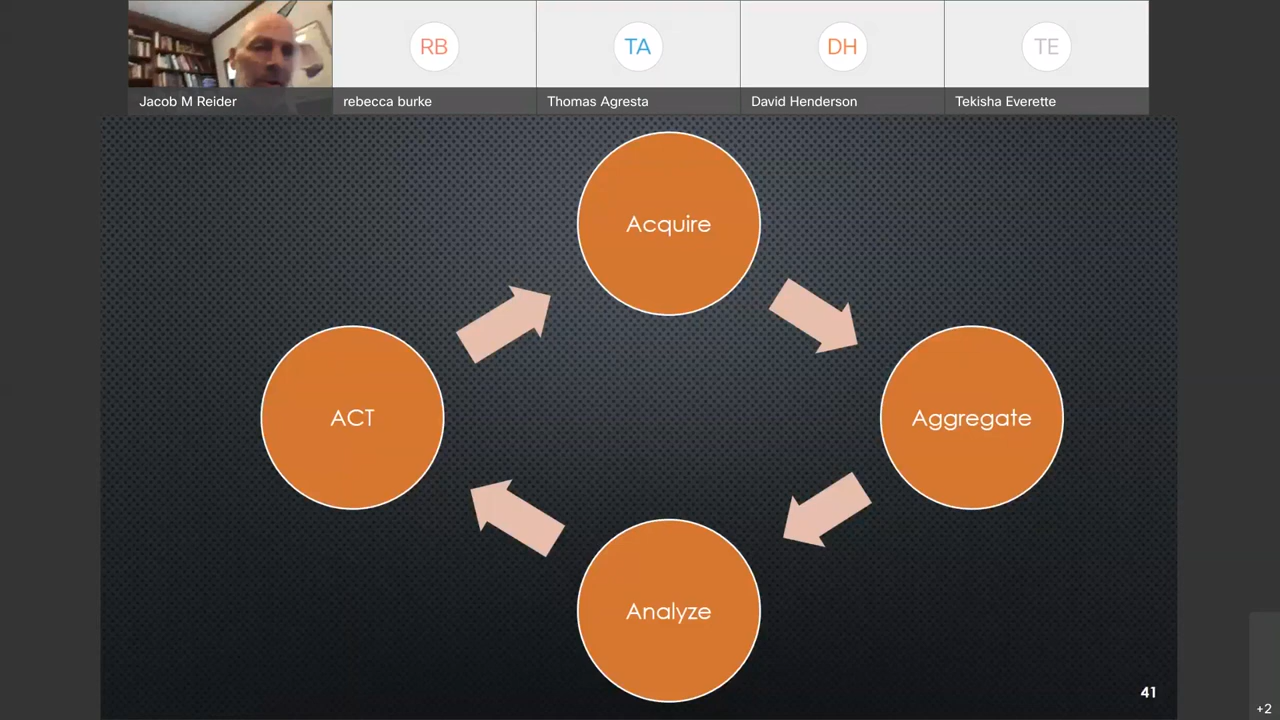 RB
TA
DH
TE
Jacob M Reider
rebecca burke
Thomas Agresta
David Henderson
Tekisha Everette
Acquire
ACT
Aggregate
Analyze
41
+2